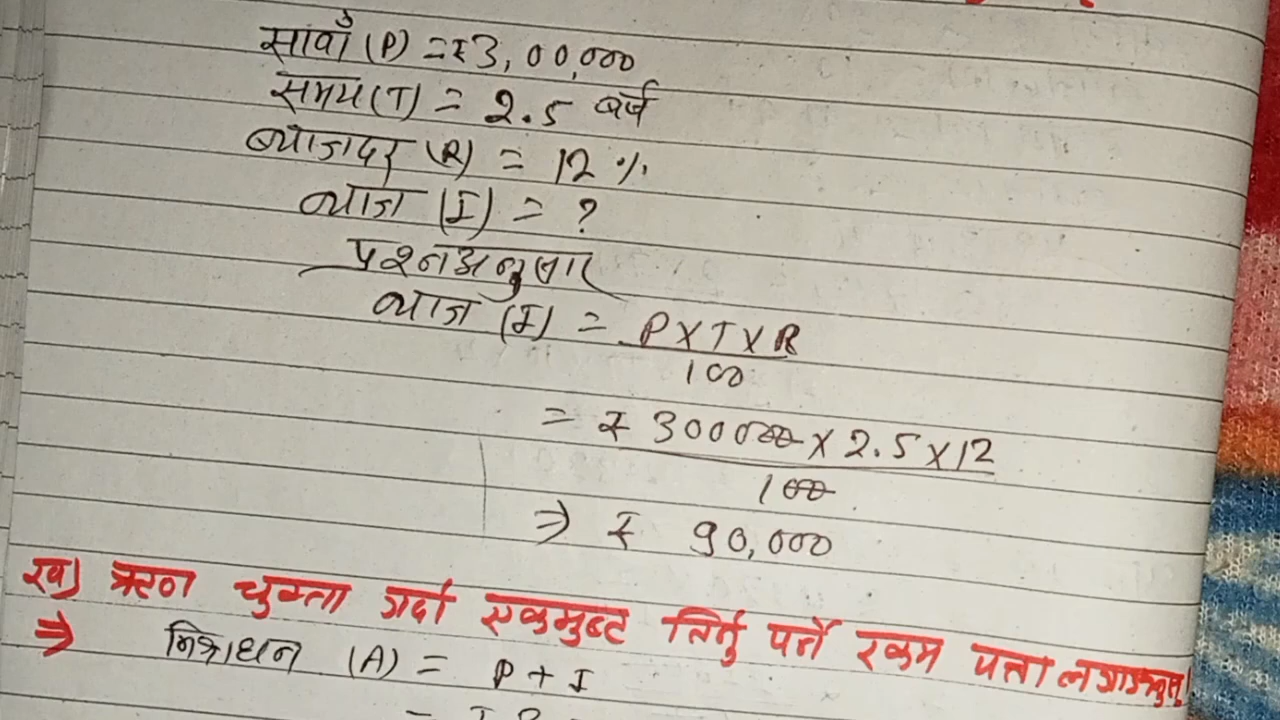 सावाँ (P) = ₹3,00,000
समय (T) = 2.5 वर्ष
ब्याजदर (R) = 12 %
ब्याज (I) = ?
प्रश्नअनुसार
ब्याज (I) = P X T X R
100
= ₹ 300000 X 2.5 X 12
100
⇒ ₹ 90,000
ख) ऋण चुक्ता गर्दा एकमुष्ट तिर्नु पर्ने रकम पत्ता लगाउनुस्।
⇒ मिश्रधन (A) = P + I